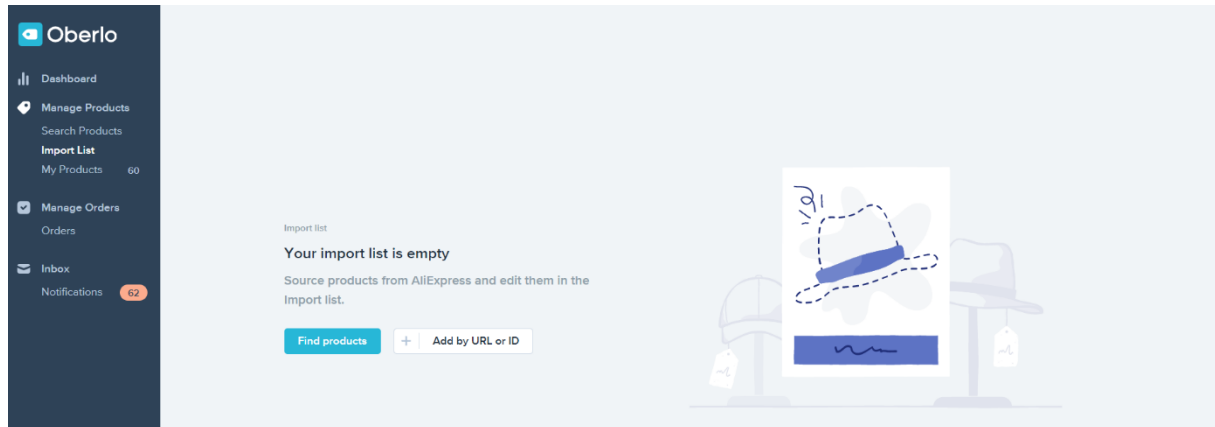 Oberlo
Dashboard
Manage Products
Search Products
Import List
My Products 60
Manage Orders
Orders
Inbox
Notifications 62
Import list
Your import list is empty
Source products from AliExpress and edit them in the
Import list.
Find products + Add by URL or ID